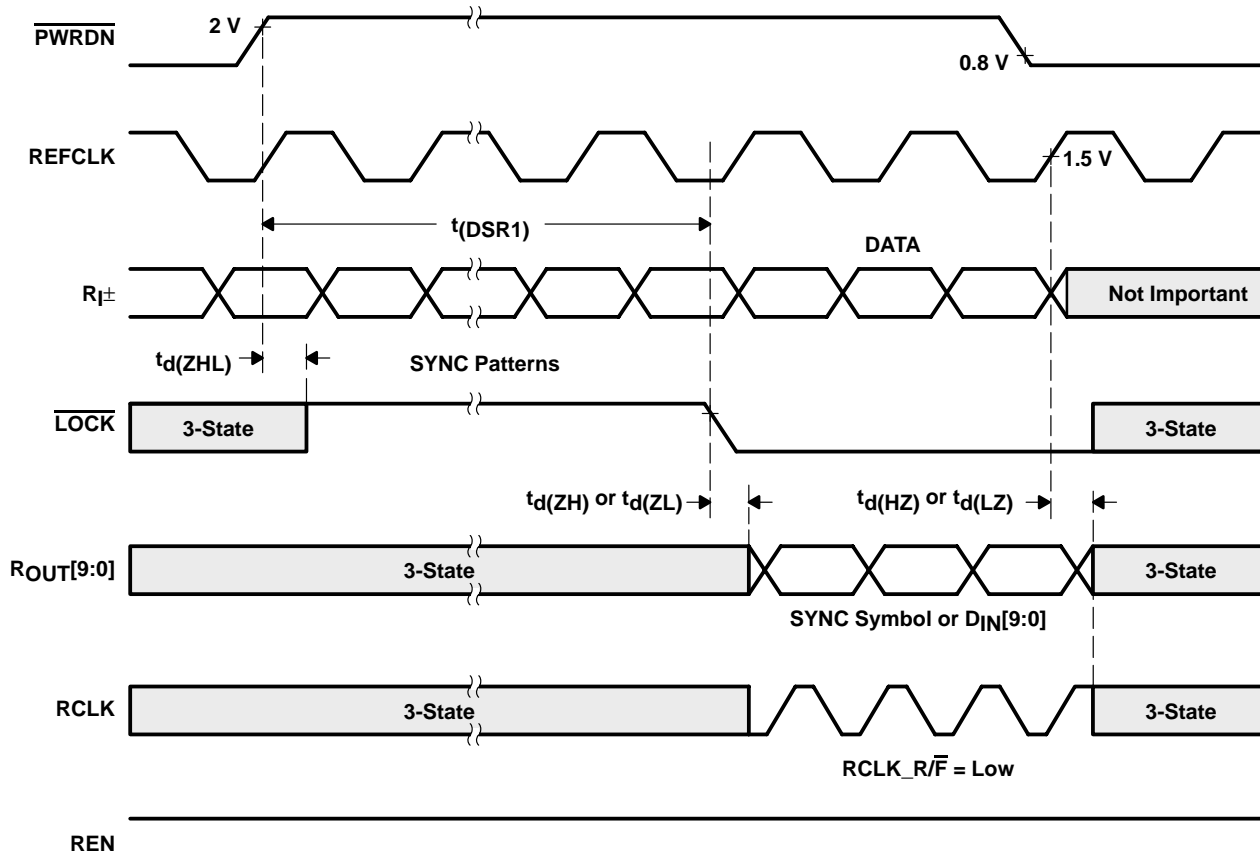 PWRDN
2 V
0.8 V
REFCLK
1.5 V
t(DSR1)
DATA
RI±
Not Important
td(ZHL)
SYNC Patterns
LOCK
3-State
3-State
td(ZH) or td(ZL)
td(HZ) or td(LZ)
ROUT[9:0]
3-State
3-State
SYNC Symbol or DIN[9:0]
RCLK
3-State
3-State
RCLK_R/F̅ = Low
REN